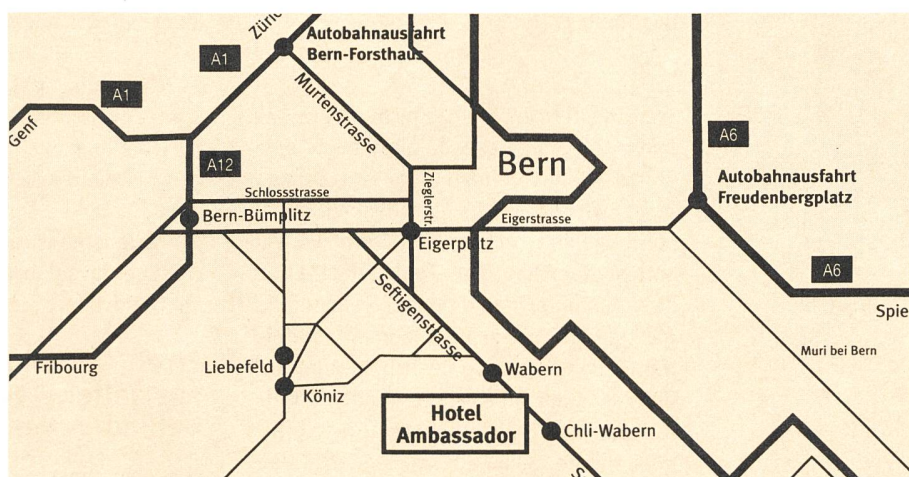 Züric
Autobahnausfahrt
Bern-Forsthaus
A1
A1
Genf
Murtenstrasse
A12
Bern
A6
Autobahnausfahrt
Freudenbergplatz
Schlossstrasse
Zieglerstr.
Bern-Bümplitz
Eigerstrasse
Eigerplatz
A6
Seftigenstrasse
Spie
Muri bei Bern
Fribourg
Liebefeld
Wabern
Köniz
Hotel
Ambassador
Chli-Wabern
S